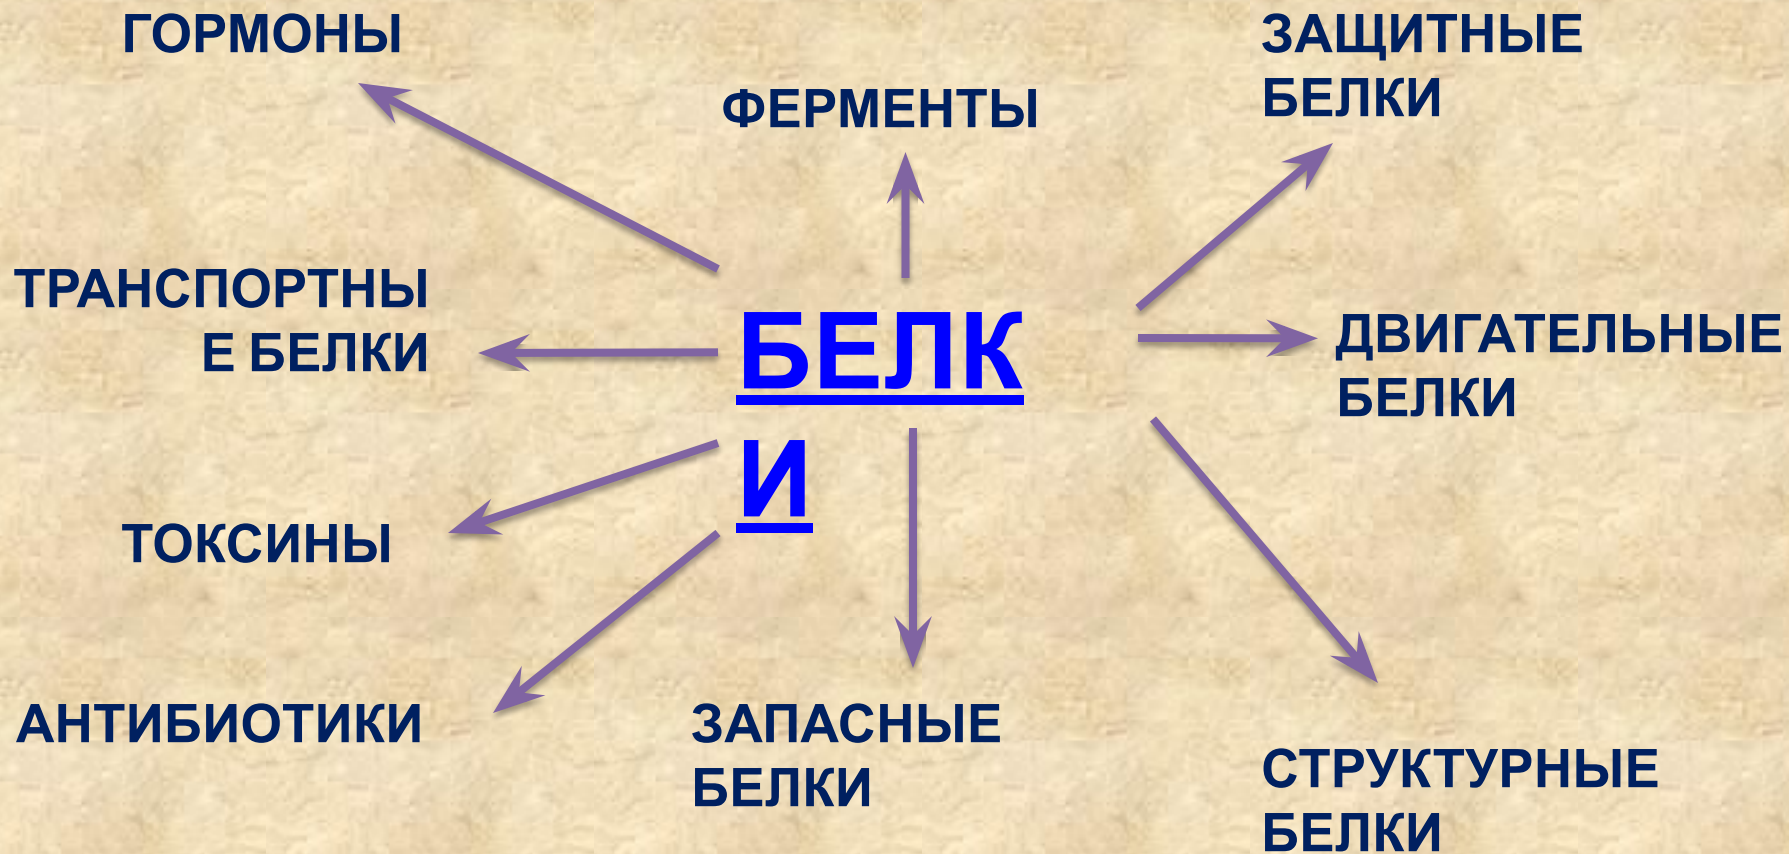 ГОРМОНЫ
ФЕРМЕНТЫ
ЗАЩИТНЫЕ
БЕЛКИ
ТРАНСПОРТНЫ
Е БЕЛКИ
БЕЛК
И
ДВИГАТЕЛЬНЫЕ
БЕЛКИ
ТОКСИНЫ
АНТИБИОТИКИ
ЗАПАСНЫЕ
БЕЛКИ
СТРУКТУРНЫЕ
БЕЛКИ